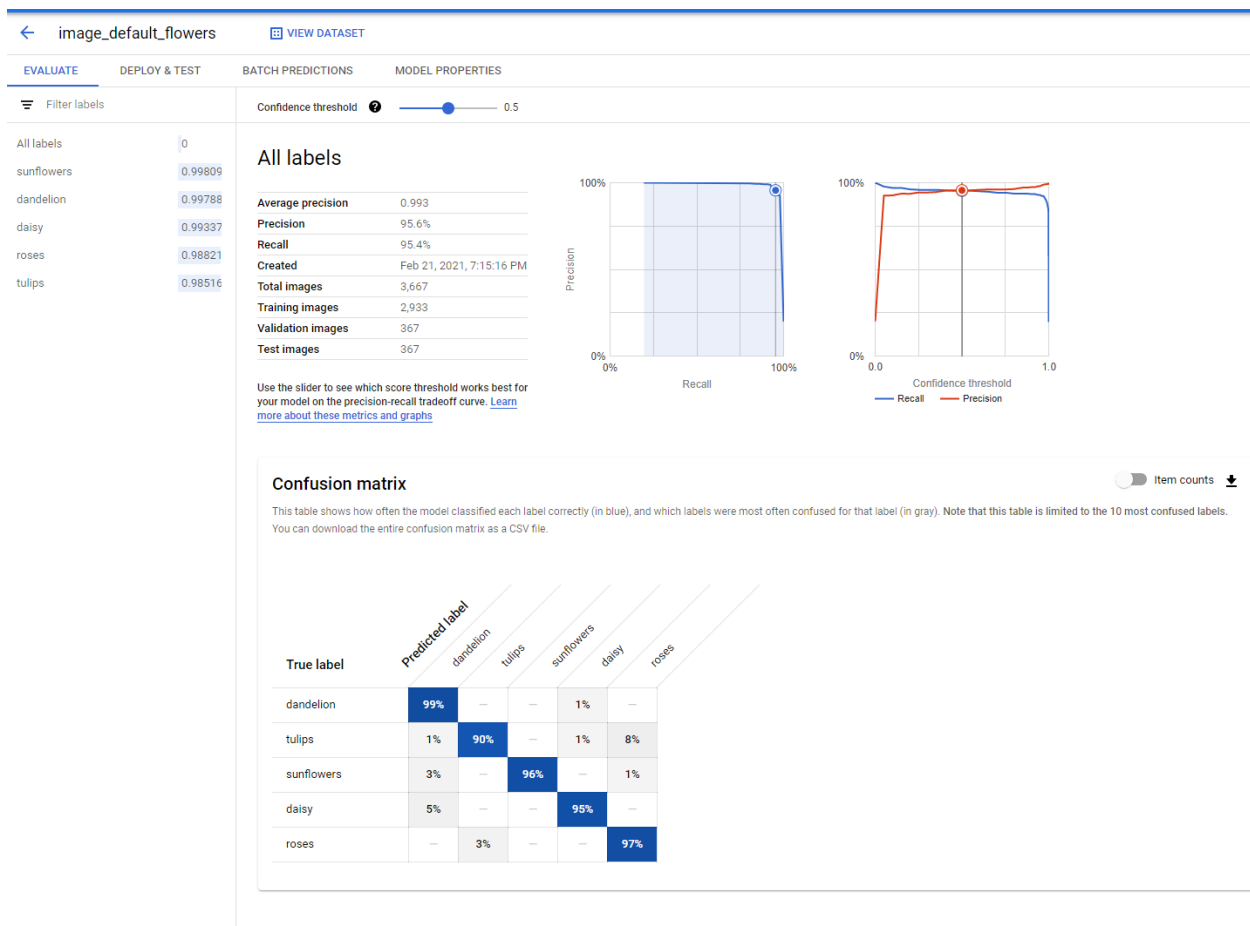 image_default_flowers VIEW DATASET
EVALUATE DEPLOY & TEST BATCH PREDICTIONS MODEL PROPERTIES
Filter labels
Confidence threshold ? 0.5
All labels 0
sunflowers 0.99809
dandelion 0.99788
daisy 0.99337
roses 0.98821
tulips 0.98516
All labels
Average precision 0.993
Precision 95.6%
Recall 95.4%
Created Feb 21, 2021, 7:15:16 PM
Total images 3,667
Training images 2,933
Validation images 367
Test images 367
Use the slider to see which score threshold works best for
your model on the precision-recall tradeoff curve. Learn
more about these metrics and graphs
100%
Precision
0%
0% 100%
Recall
100%
0%
0.0 1.0
Confidence threshold
Recall Precision
Confusion matrix
Item counts
This table shows how often the model classified each label correctly (in blue), and which labels were most often confused for that label (in gray). Note that this table is limited to the 10 most confused labels.
You can download the entire confusion matrix as a CSV file.
True label Predicted label dandelion tulips sunflowers daisy roses
dandelion 99% — — 1% —
tulips 1% 90% — 1% 8%
sunflowers 3% — 96% — 1%
daisy 5% — — 95% —
roses — 3% — — 97%